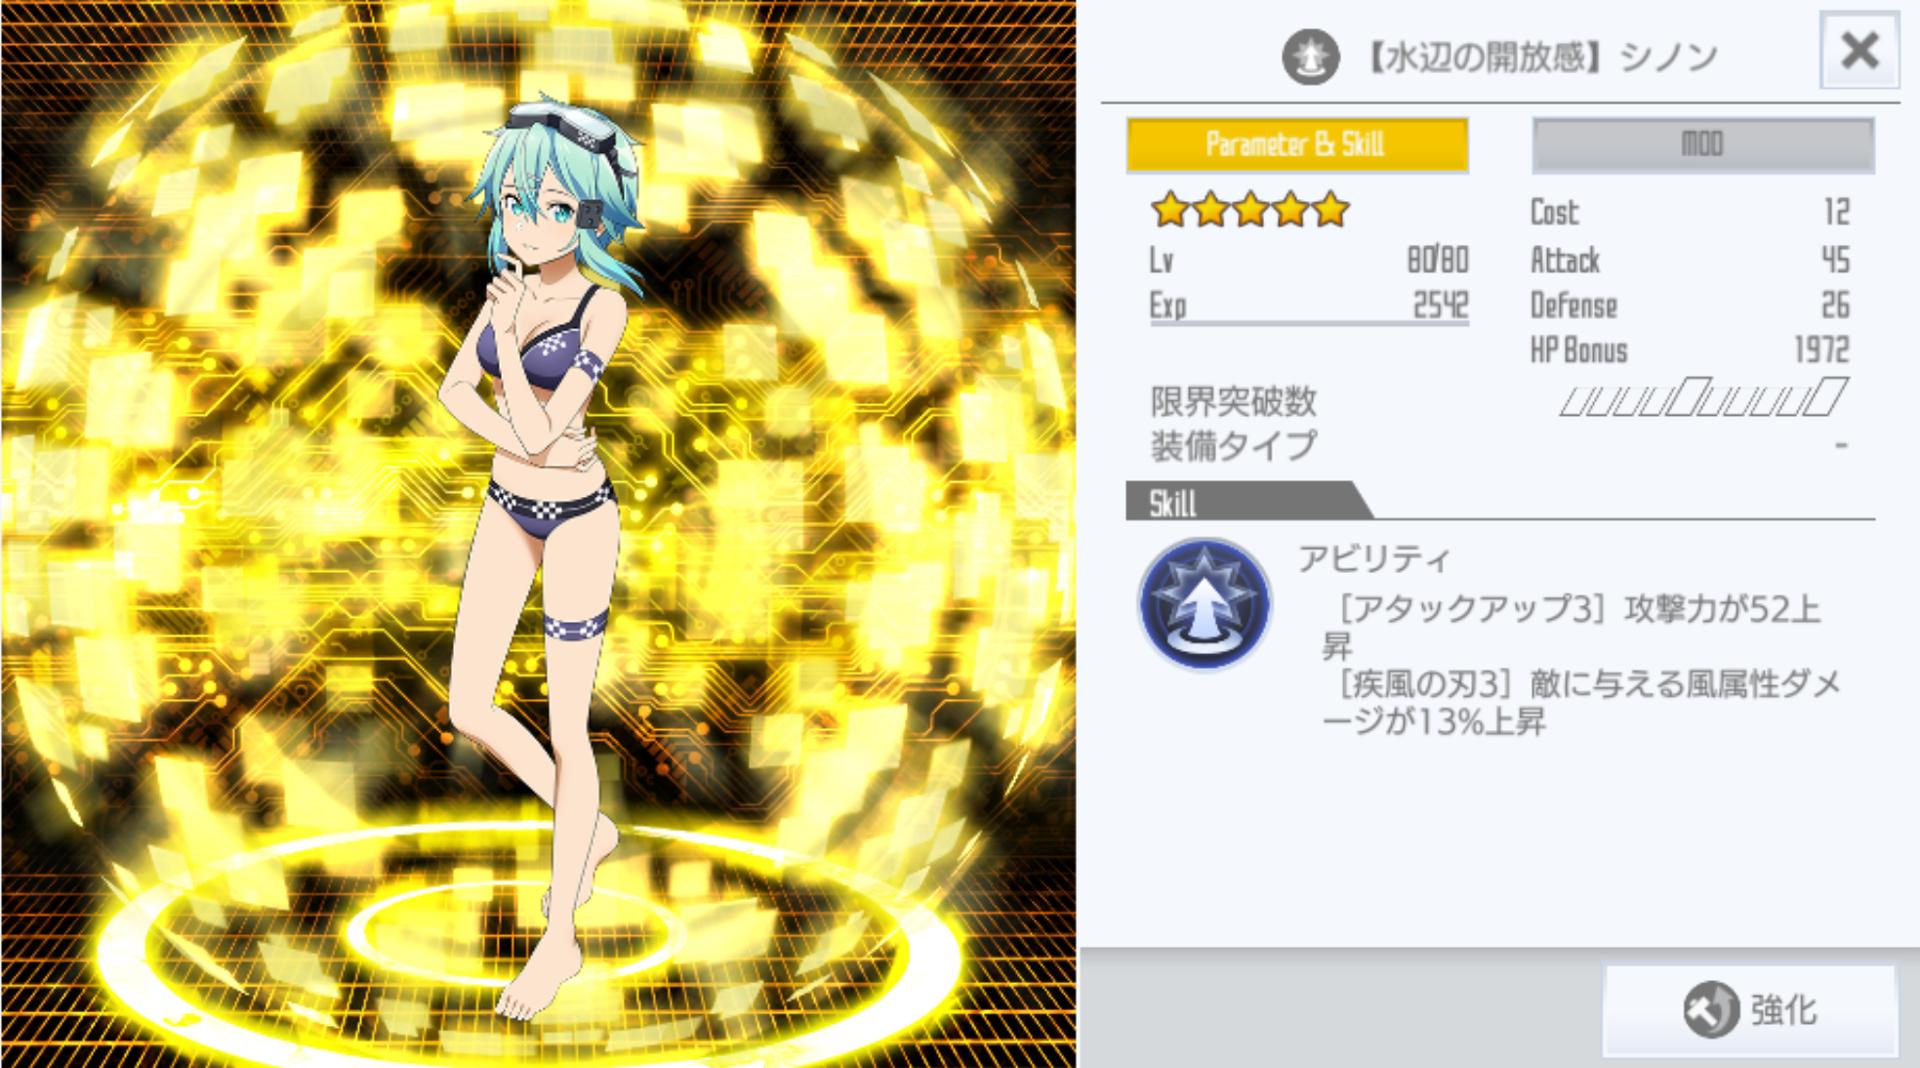 【水辺の開放感】シノン
Parameter & Skill
MOD
Lv 80/80
Exp 2542
Cost 12
Attack 45
Defense 26
HP Bonus 1972
限界突破数
装備タイプ -
Skill
アビリティ
［アタックアップ3］攻撃力が52上
昇
［疾風の刃3］敵に与える風属性ダメ
ージが13%上昇
強化